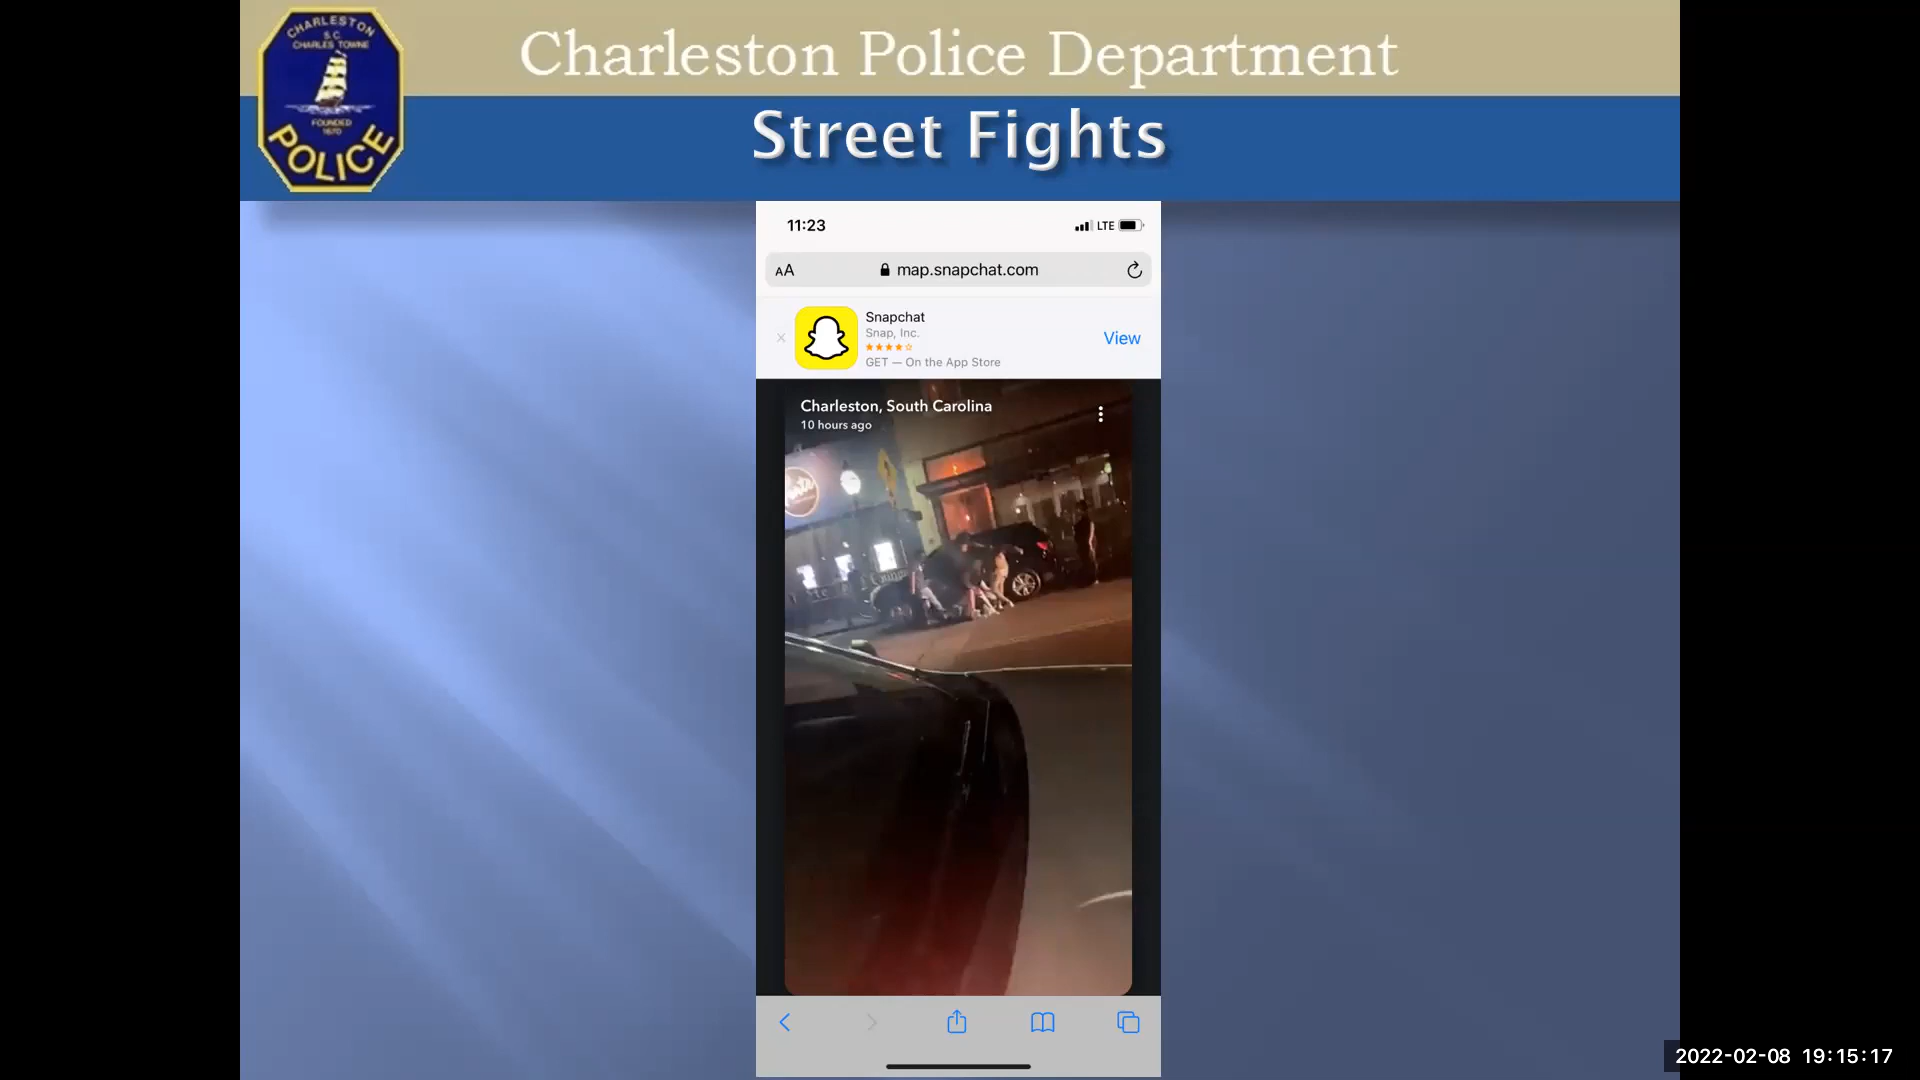 CHARLESTON
S.C.
CHARLES TOWNE
FOUNDED
1670
POLICE
Charleston Police Department
Street Fights
11:23
LTE
AA
map.snapchat.com
Snapchat
Snap, Inc.
GET — On the App Store
View
Charleston, South Carolina
10 hours ago
2022-02-08 19:15:17